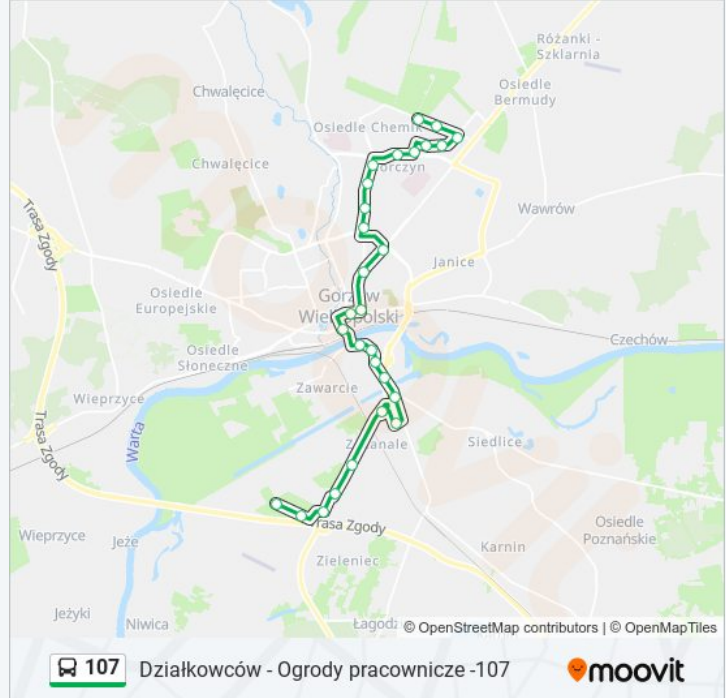 Różanki -
Szklarnia
Chwalęcice
Osiedle
Bermudy
Osiedle Chemik
Chwalęcice
Górczyn
Wawrów
Trasa Zgody
Janice
Osiedle
Europejskie
Gorzów
Wielkopolski
Czechów
Osiedle
Słoneczne
Zawarcie
Wieprzyce
Warta
Trasa Zgody
Siedlice
Zakanale
Trasa Zgody
Osiedle
Poznańskie
Wieprzyce
Jeże
Karnin
Zieleniec
Jeżyki
Niwica
© OpenStreetMap contributors | © OpenMapTiles
107 Działkowców - Ogrody pracownicze -107
moovit